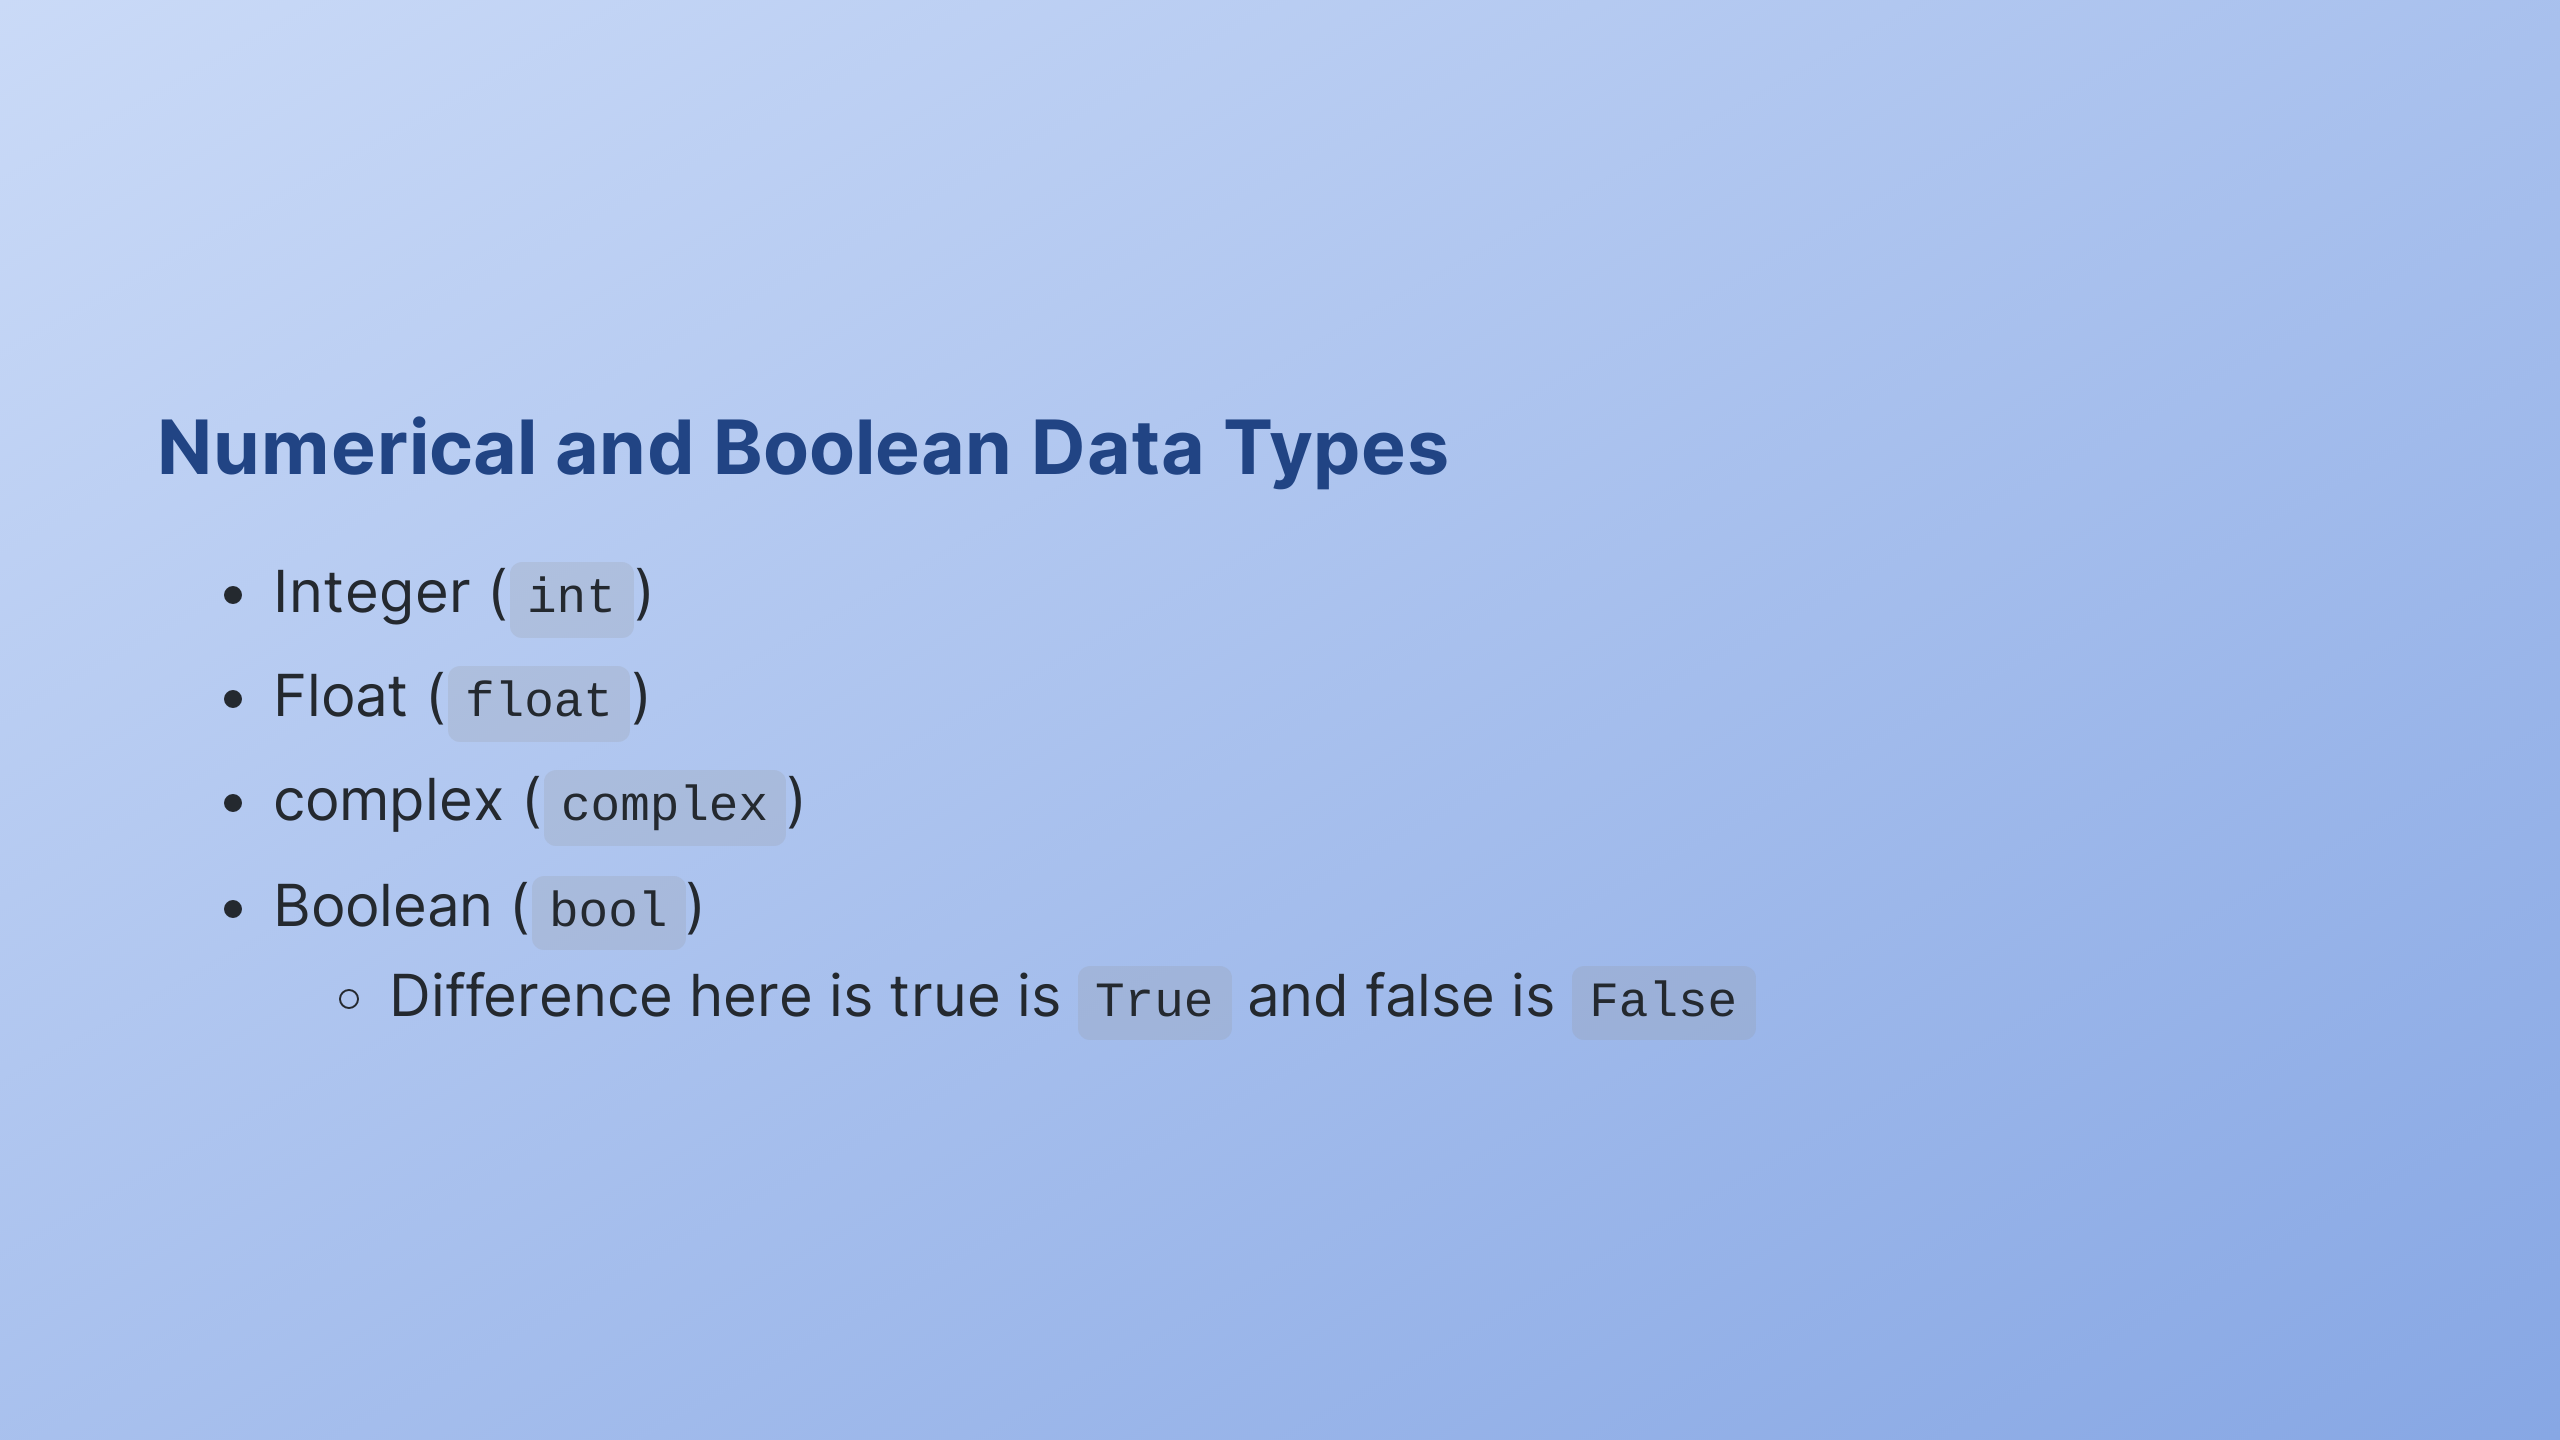 Numerical and Boolean Data Types
Integer (int)
Float (float)
complex (complex)
Boolean (bool)
Difference here is true is True and false is False